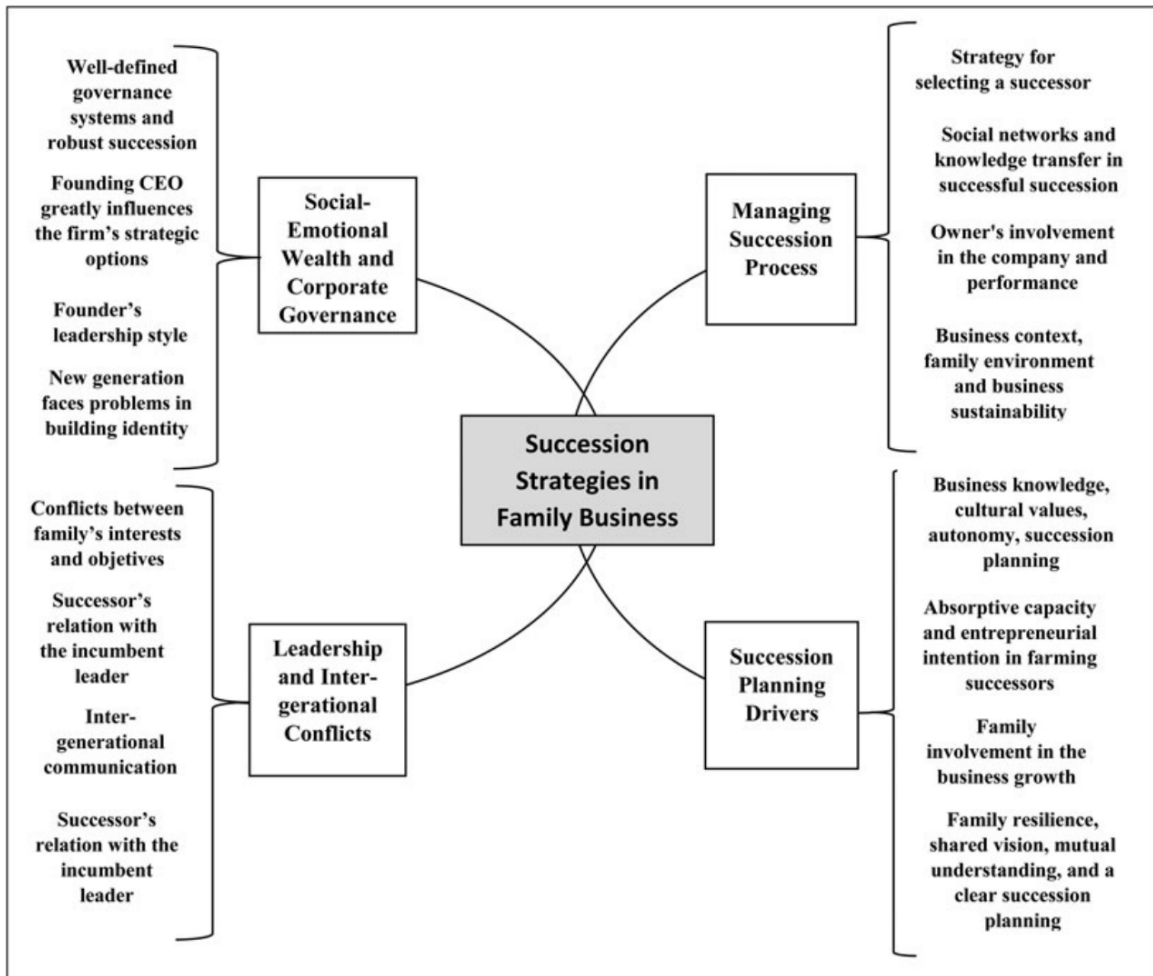 Well-defined
governance
systems and
robust succession
Founding CEO
greatly influences
the firm's strategic
options
Founder's
leadership style
New generation
faces problems in
building identity
Social-
Emotional
Wealth and
Corporate
Governance
Managing
Succession
Process
Strategy for
selecting a successor
Social networks and
knowledge transfer in
successful succession
Owner's involvement
in the company and
performance
Business context,
family environment
and business
sustainability
Succession
Strategies in
Family Business
Conflicts between
family's interests
and objetives
Successor's
relation with
the incumbent
leader
Inter-
generational
communication
Successor's
relation with the
incumbent
leader
Leadership
and Inter-
gerational
Conflicts
Succession
Planning
Drivers
Business knowledge,
cultural values,
autonomy, succession
planning
Absorptive capacity
and entrepreneurial
intention in farming
successors
Family
involvement in the
business growth
Family resilience,
shared vision, mutual
understanding, and a
clear succession
planning